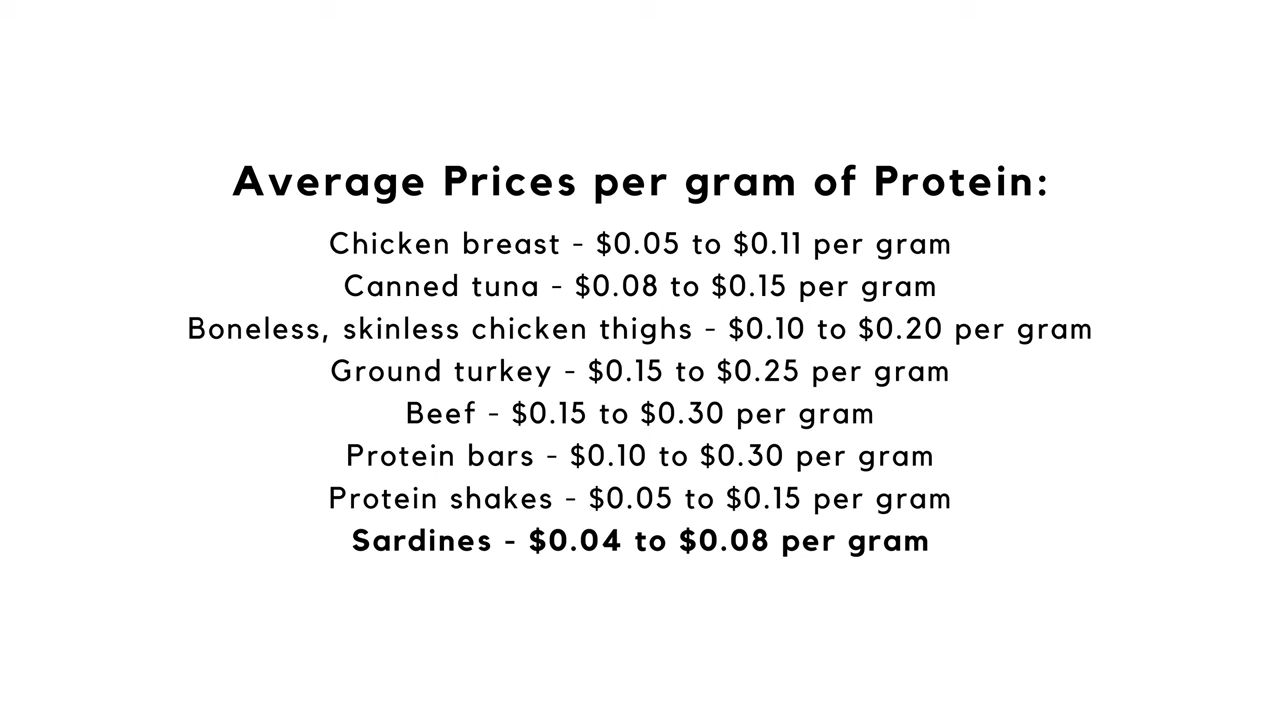 Average Prices per gram of Protein:
Chicken breast - $0.05 to $0.11 per gram
Canned tuna - $0.08 to $0.15 per gram
Boneless, skinless chicken thighs - $0.10 to $0.20 per gram
Ground turkey - $0.15 to $0.25 per gram
Beef - $0.15 to $0.30 per gram
Protein bars - $0.10 to $0.30 per gram
Protein shakes - $0.05 to $0.15 per gram
Sardines - $0.04 to $0.08 per gram